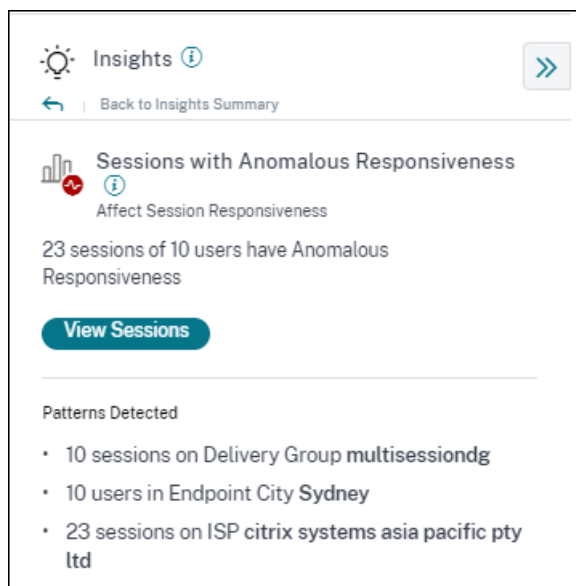 Insights
Back to Insights Summary
Sessions with Anomalous Responsiveness
Affect Session Responsiveness
23 sessions of 10 users have Anomalous
Responsiveness
View Sessions
Patterns Detected
• 10 sessions on Delivery Group multisessiondg
• 10 users in Endpoint City Sydney
• 23 sessions on ISP citrix systems asia pacific pty
ltd